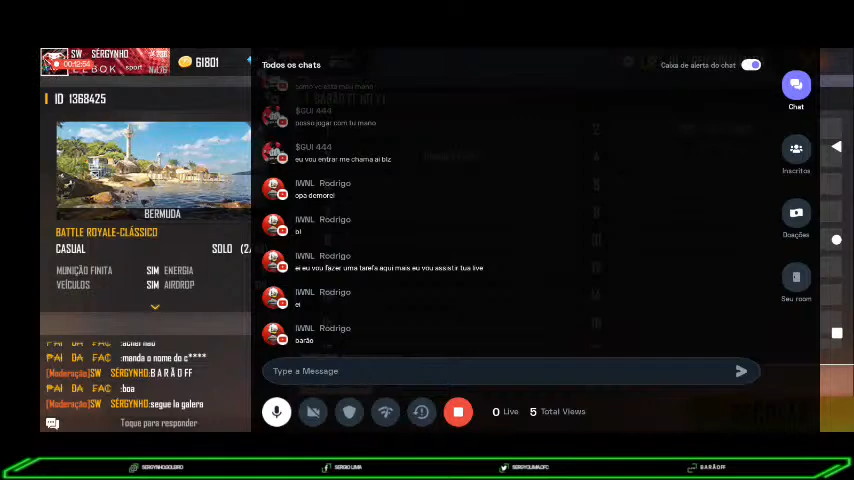 SW SÉRGYNHO
00:12:54
sport
61801
Todos os chats
Caixa de alerta do chat
ID 1368425
BERMUDA
BATTLE ROYALE-CLÁSSICO
CASUAL SOLO (2/
MUNIÇÃO FINITA SIM ENERGIA
VEÍCULOS SIM AIRDROP
PAI DA FAC :manda o nome do c****
[Moderação]SW SÉRGYNHO:B A R Ã O FF
PAI DA FAC :boa
[Moderação]SW SÉRGYNHO:segue la galera
Toque para responder
$GUI 444
posso jogar com tu mano
$GUI 444
eu vou entrar me chama ai blz
IWNL Rodrigo
opa demorei
IWNL Rodrigo
IWNL Rodrigo
ei eu vou fazer uma tarefa aqui mais eu vou assistir tua live
IWNL Rodrigo
ei
IWNL Rodrigo
barão
Chat
Inscritos
Doações
Seu room
Type a Message
0 Live 5 Total Views
SERGIO LIMA
B A R Ã O F F